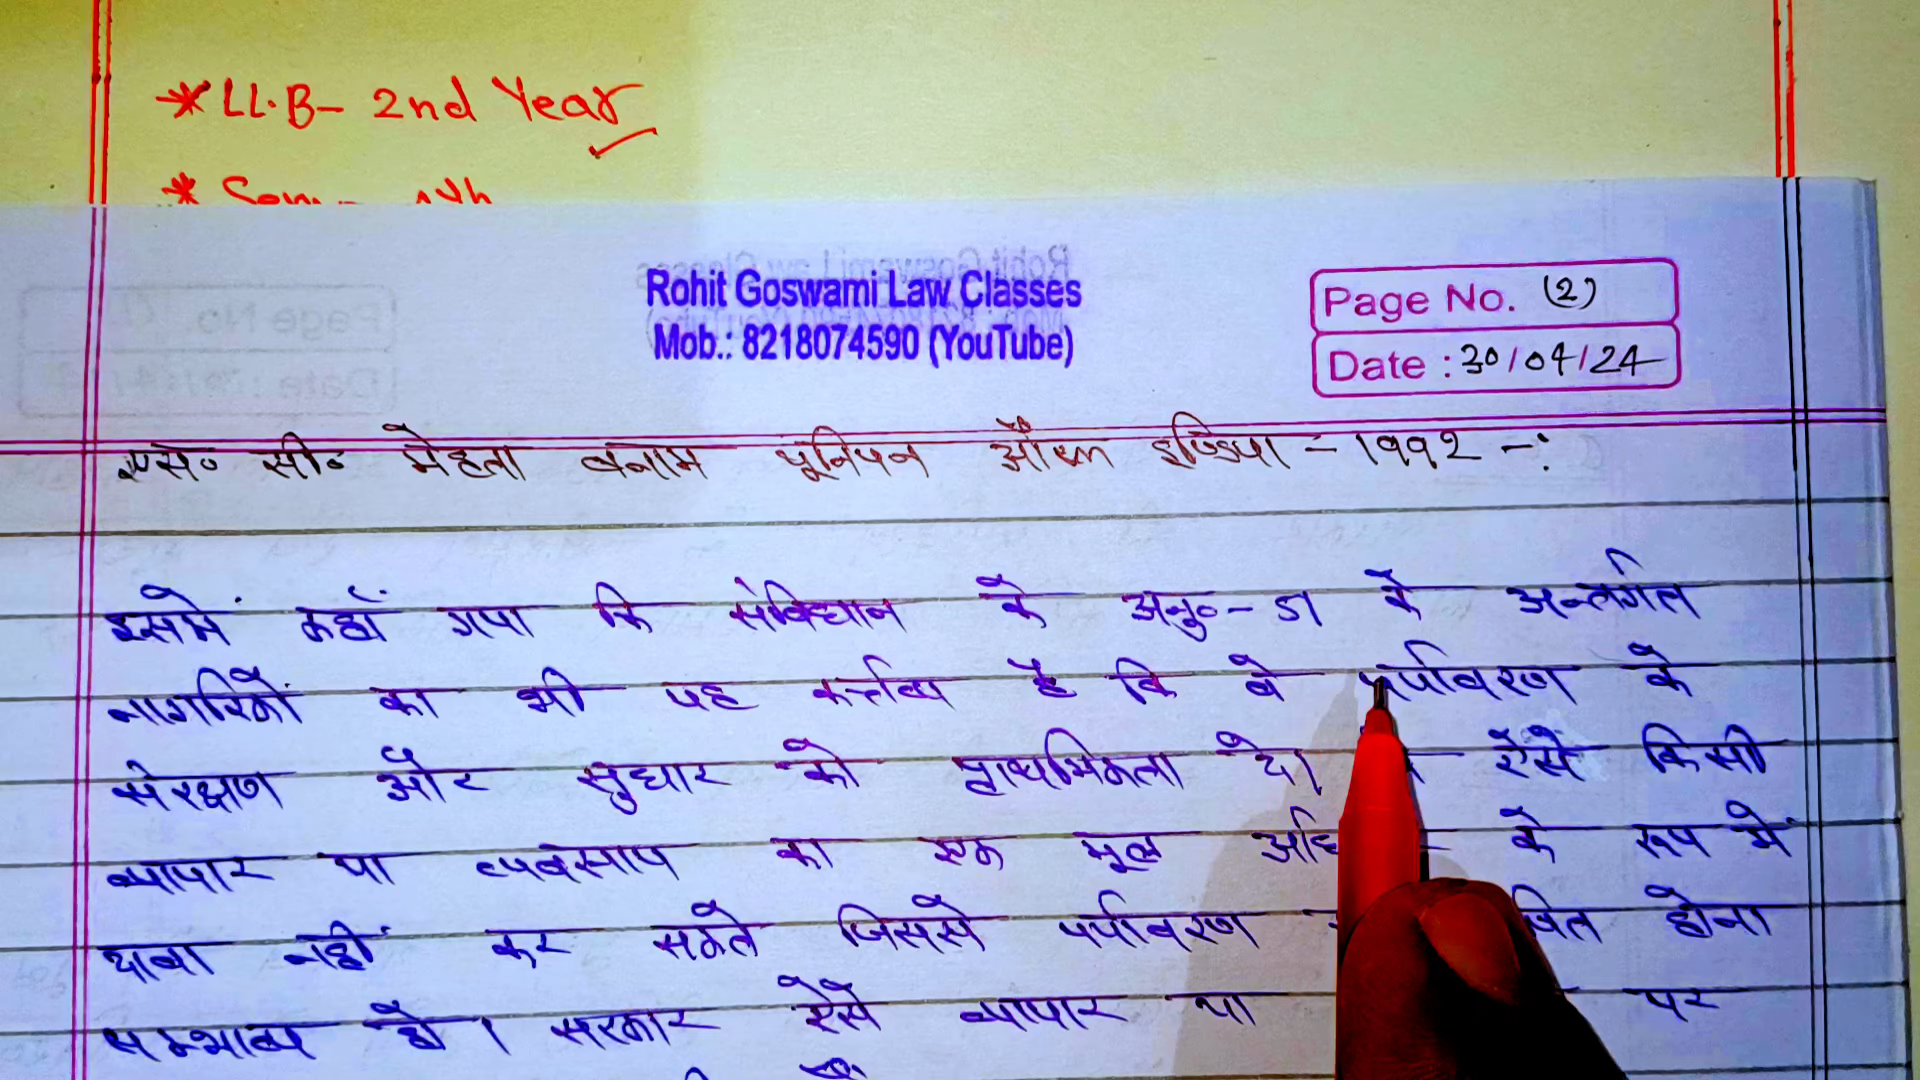 * LL.B- 2nd Year
Rohit Goswami Law Classes
Mob.: 8218074590 (YouTube)
Page No. (2)
Date : 30/04/24
एस० सी० मेहता बनाम यूनियन ऑफ इण्डिया - १९९२ -:
इसमें कहाँ गया कि संविधान के अनु०- 51 के अन्तर्गत
नागरिकों का भी यह कर्त्तव्य है कि वे पर्यावरण के
संरक्षण और सुधार को प्राथमिकता दे। ऐसे किसी
व्यापार या व्यवसाय का एक मूल के रूप में
दावा नहीं कर सकते जिससे पर्यावरण होना
सम्भाव्य हो । सरकार ऐसे व्यापार या पर